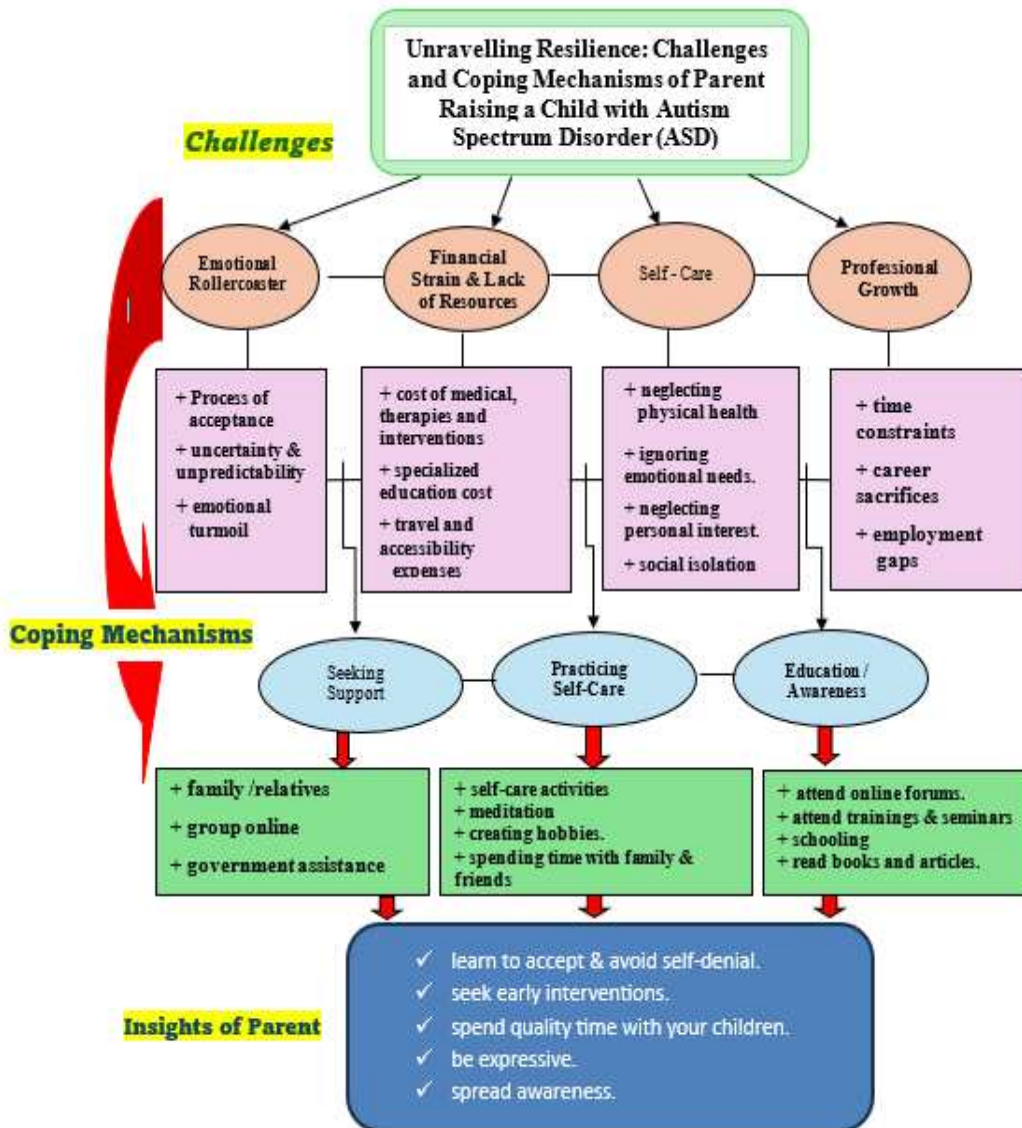 Unravelling Resilience: Challenges
and Coping Mechanisms of Parent
Raising a Child with Autism
Spectrum Disorder (ASD)
Challenges
Emotional
Rollercoaster
Financial
Strain & Lack
of Resources
Self - Care
Professional
Growth
+ Process of
acceptance
+ uncertainty &
unpredictability
+ emotional
turmoil
+ cost of medical,
therapies and
interventions
+ specialized
education cost
+ travel and
accessibility
expenses
+ neglecting
physical health
+ ignoring
emotional needs.
+ neglecting
personal interest.
+ social isolation
+ time
constraints
+ career
sacrifices
+ employment
gaps
Coping Mechanisms
Seeking
Support
Practicing
Self-Care
Education /
Awareness
+ family /relatives
+ group online
+ government assistance
+ self-care activities
+ meditation
+ creating hobbies.
+ spending time with family &
friends
+ attend online forums.
+ attend trainings & seminars
+ schooling
+ read books and articles.
Insights of Parent
✓ learn to accept & avoid self-denial.
✓ seek early interventions.
✓ spend quality time with your children.
✓ be expressive.
✓ spread awareness.